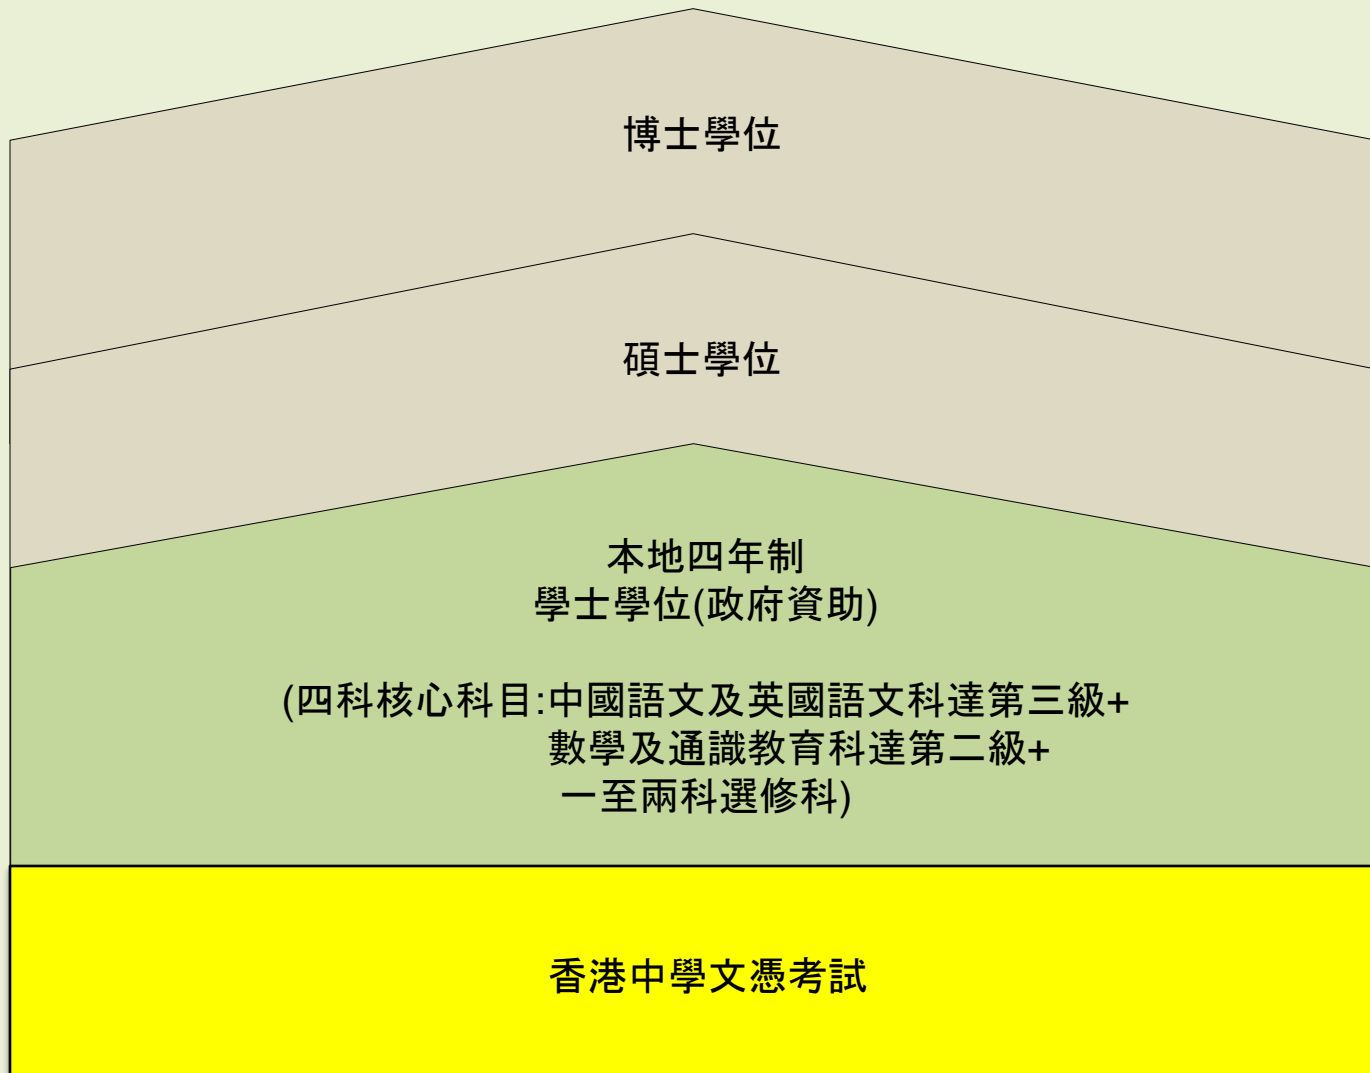 博士學位
碩士學位
本地四年制
學士學位(政府資助)
(四科核心科目:中國語文及英國語文科達第三級+
數學及通識教育科達第二級+
一至兩科選修科)
香港中學文憑考試